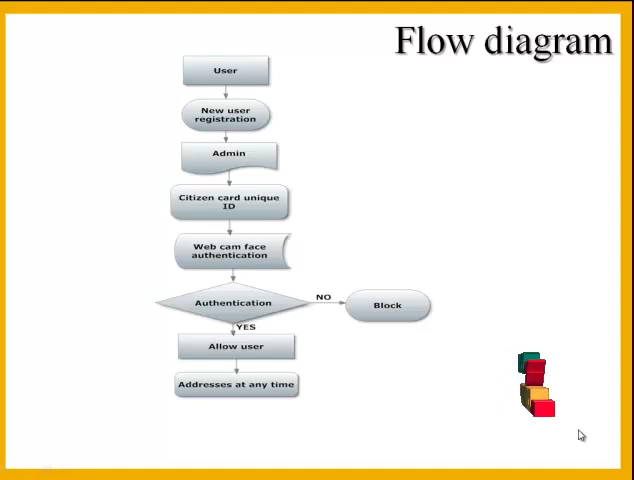 Flow diagram
User
New user
registration
Admin
Citizen card unique
ID
Web cam face
authentication
Authentication
NO
Block
YES
Allow user
Addresses at any time